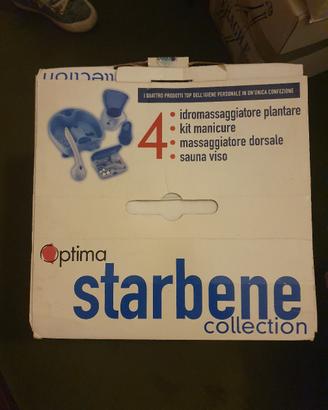 llection
I QUATTRO PRODOTTI TOP DELL'IGIENE PERSONALE IN UN'UNICA CONFEZIONE
4
• idromassaggiatore plantare
• kit manicure
• massaggiatore dorsale
• sauna viso
Optima
starbene
collection